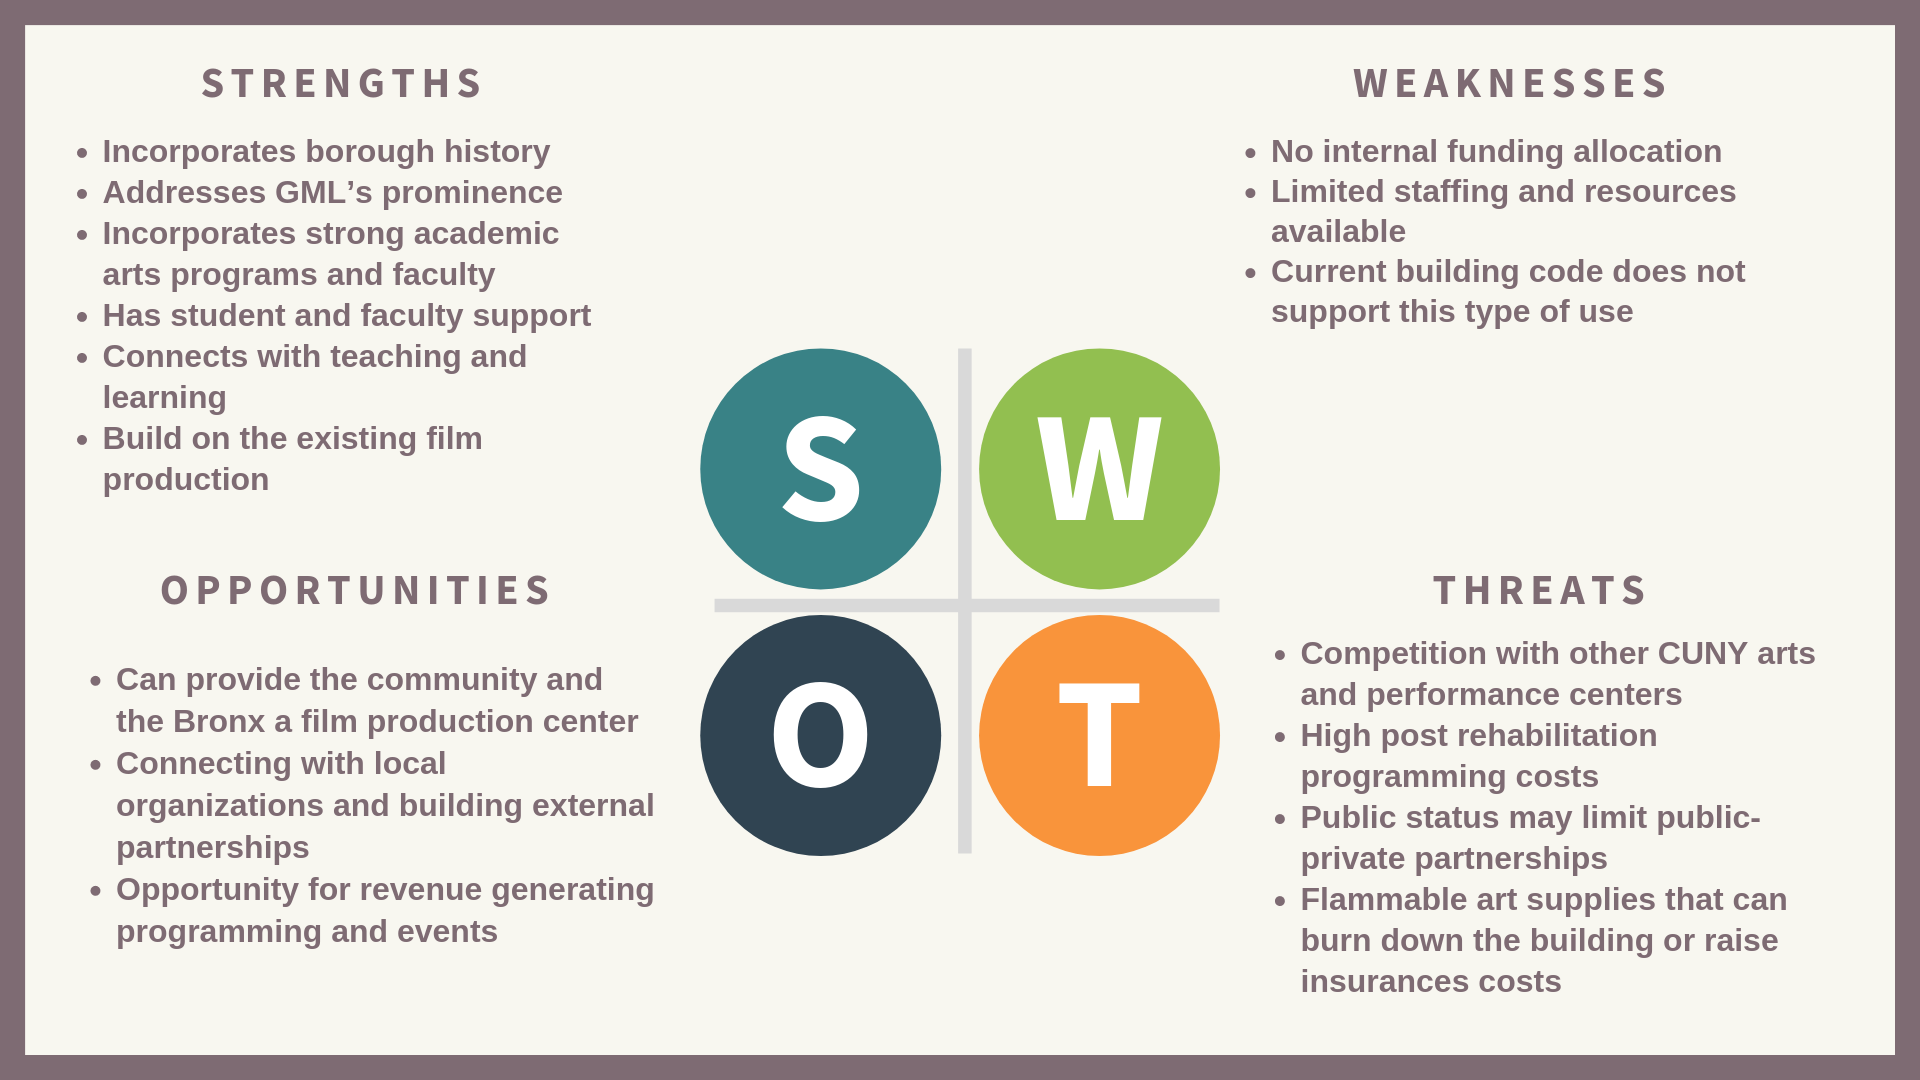 STRENGTHS
• Incorporates borough history
• Addresses GML’s prominence
• Incorporates strong academic
arts programs and faculty
• Has student and faculty support
• Connects with teaching and
learning
• Build on the existing film
production
WEAKNESSES
• No internal funding allocation
• Limited staffing and resources
available
• Current building code does not
support this type of use
S
W
O
T
OPPORTUNITIES
• Can provide the community and
the Bronx a film production center
• Connecting with local
organizations and building external
partnerships
• Opportunity for revenue generating
programming and events
THREATS
• Competition with other CUNY arts
and performance centers
• High post rehabilitation
programming costs
• Public status may limit public-
private partnerships
• Flammable art supplies that can
burn down the building or raise
insurances costs